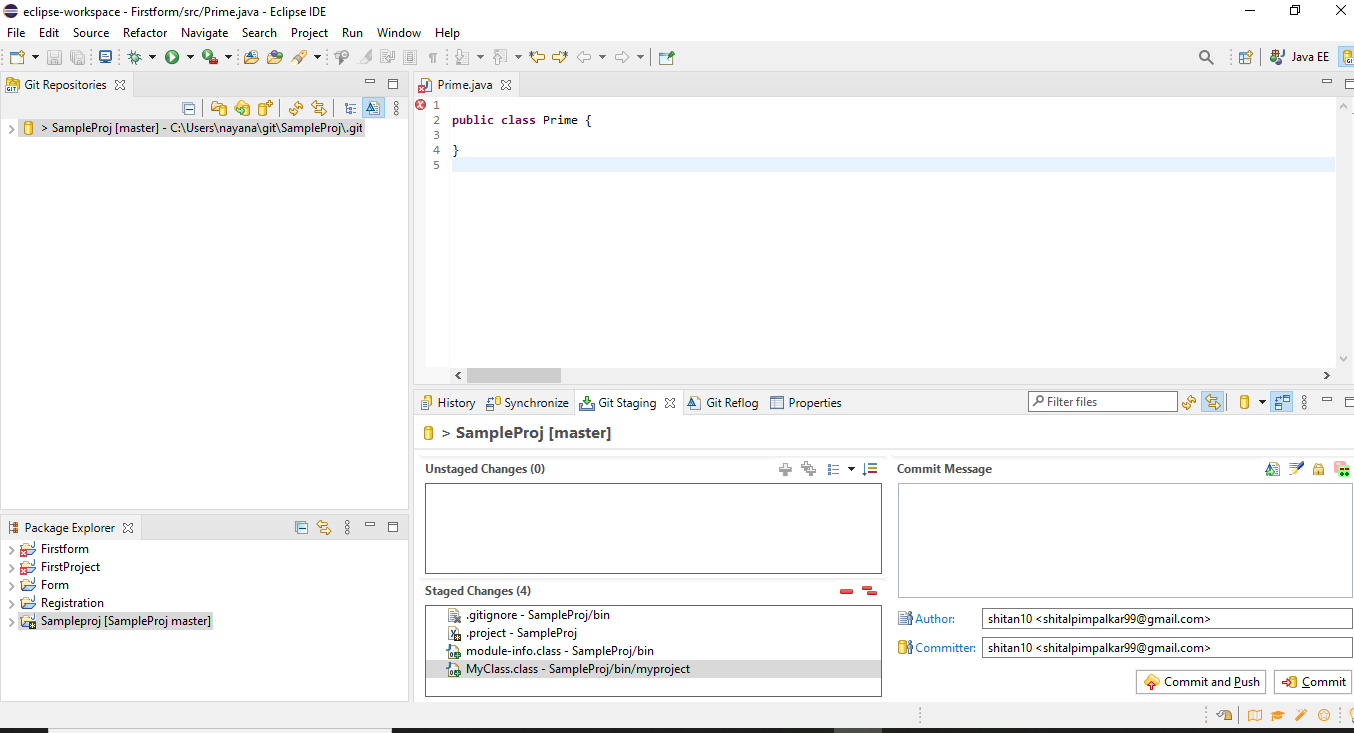 eclipse-workspace - Firstform/src/Prime.java - Eclipse IDE
File Edit Source Refactor Navigate Search Project Run Window Help
Java EE
Git Repositories
> SampleProj [master] - C:\Users\nayana\git\SampleProj\.git
Prime.java
1
2 public class Prime {
3
4 }
5
History Synchronize Git Staging Git Reflog Properties
Filter files
> SampleProj [master]
Unstaged Changes (0)
Commit Message
Staged Changes (4)
.gitignore - SampleProj/bin
.project - SampleProj
module-info.class - SampleProj/bin
MyClass.class - SampleProj/bin/myproject
Author: shitan10 <shitalpimpalkar99@gmail.com>
Committer: shitan10 <shitalpimpalkar99@gmail.com>
Commit and Push Commit
Package Explorer
Firstform
FirstProject
Form
Registration
Sampleproj [SampleProj master]